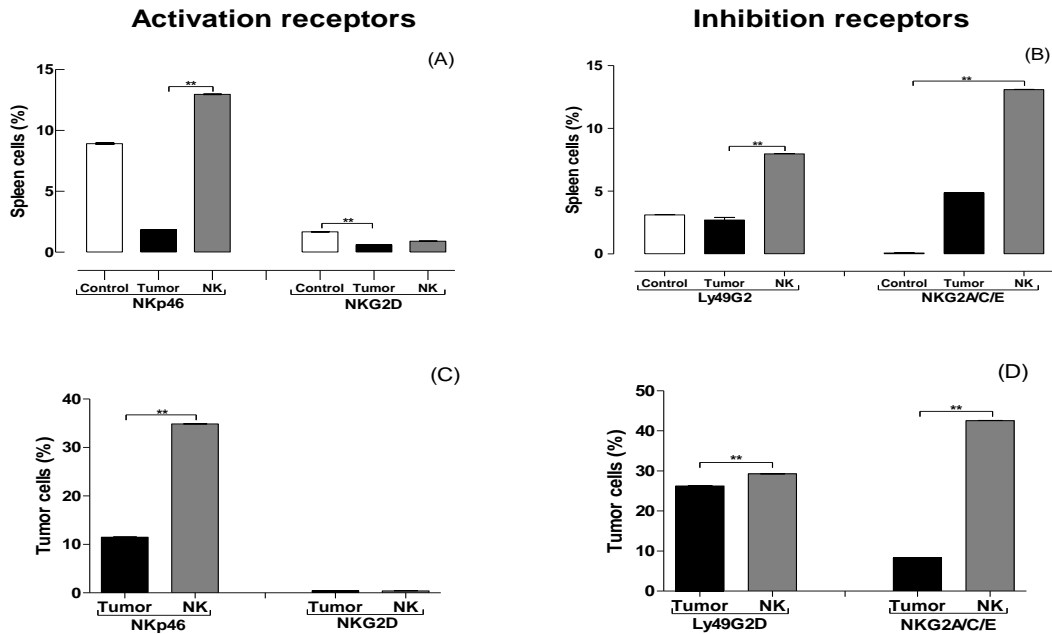 Activation receptors
Inhibition receptors
(A)
Spleen cells (%)
15
10
5
0
**
**
Control Tumor NK Control Tumor NK
NKp46 NKG2D
(B)
Spleen cells (%)
15
10
5
0
**
**
Control Tumor NK Control Tumor NK
Ly49G2 NKG2A/C/E
(C)
Tumor cells (%)
40
30
20
10
0
**
Tumor NK Tumor NK
NKp46 NKG2D
(D)
Tumor cells (%)
50
40
30
20
10
0
**
**
Tumor NK Tumor NK
Ly49G2D NKG2A/C/E